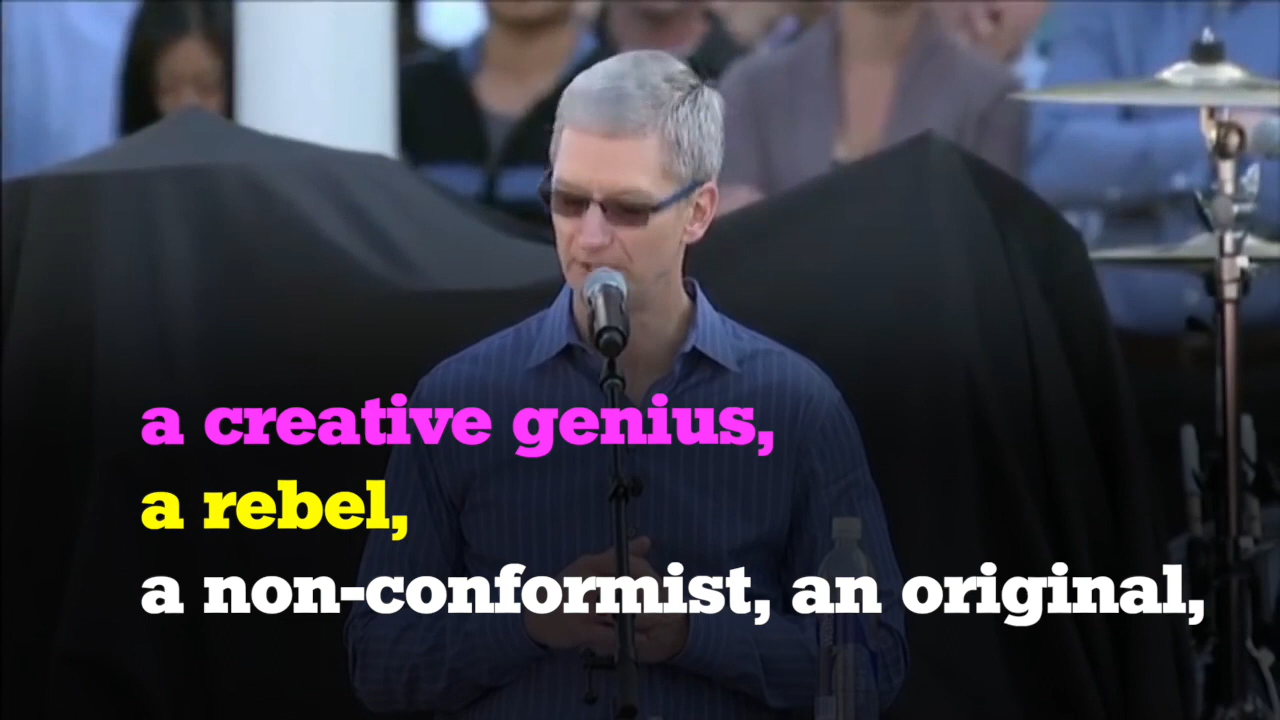 a creative genius,
a rebel,
a non-conformist, an original,